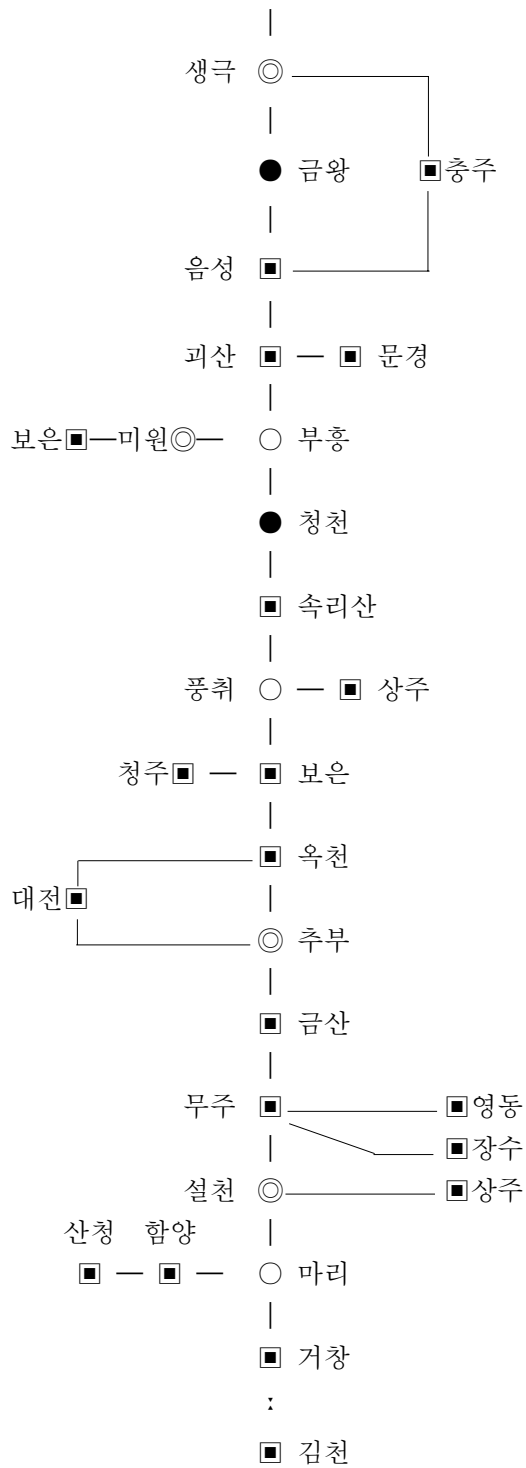 생극 ◎
● 금왕 ▣충주
음성 ▣
괴산 ▣ — ▣ 문경
보은▣—미원◎— ○ 부흥
● 청천
▣ 속리산
풍취 ○ — ▣ 상주
청주▣ — ▣ 보은
▣ 옥천
대전▣
◎ 추부
▣ 금산
무주 ▣ ▣영동
▣장수
설천 ◎ ▣상주
산청 함양
▣ — ▣ — ○ 마리
▣ 거창
:
▣ 김천